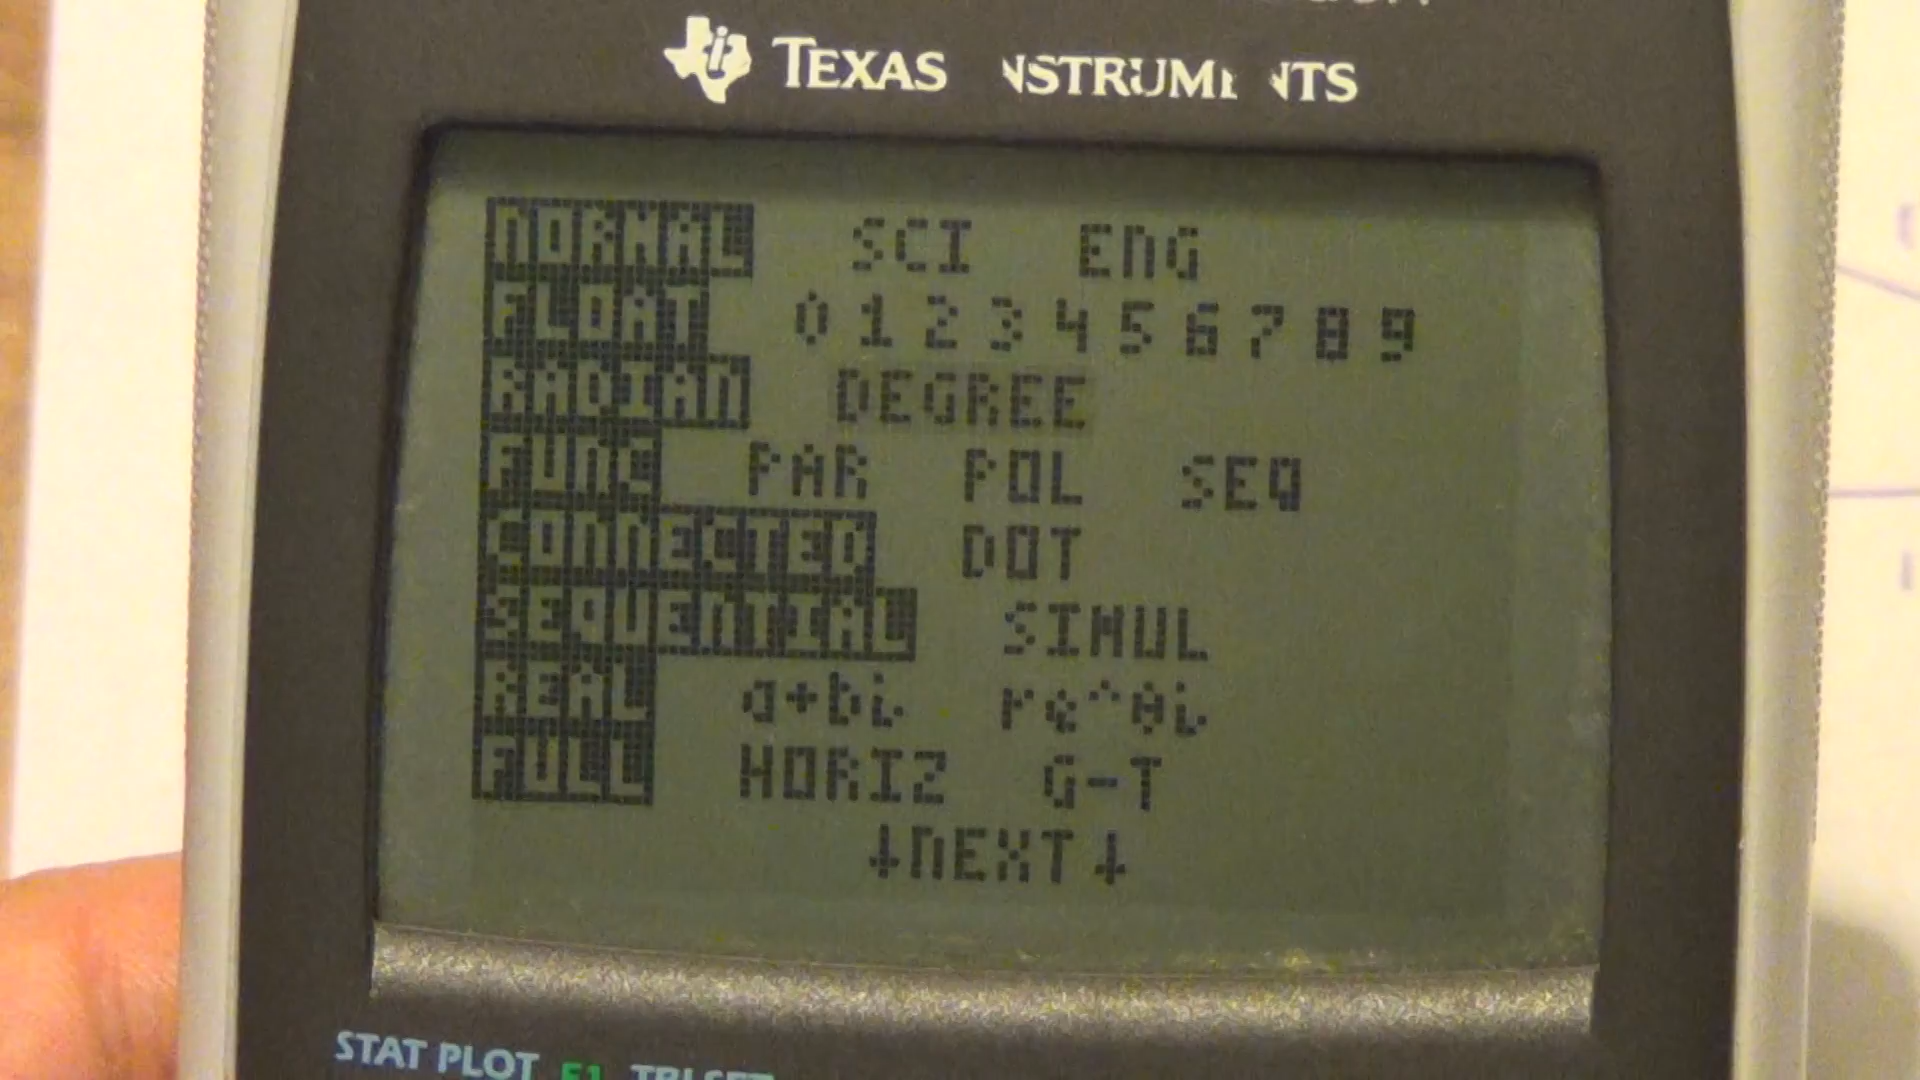 TEXAS INSTRUMENTS
NORMAL SCI ENG
FLOAT 0 1 2 3 4 5 6 7 8 9
RADIAN DEGREE
FUNC PAR POL SEQ
CONNECTED DOT
SEQUENTIAL SIMUL
REAL a+bi re^θi
FULL HORIZ G-T
↓NEXT↓
STAT PLOT F1 TBLSET